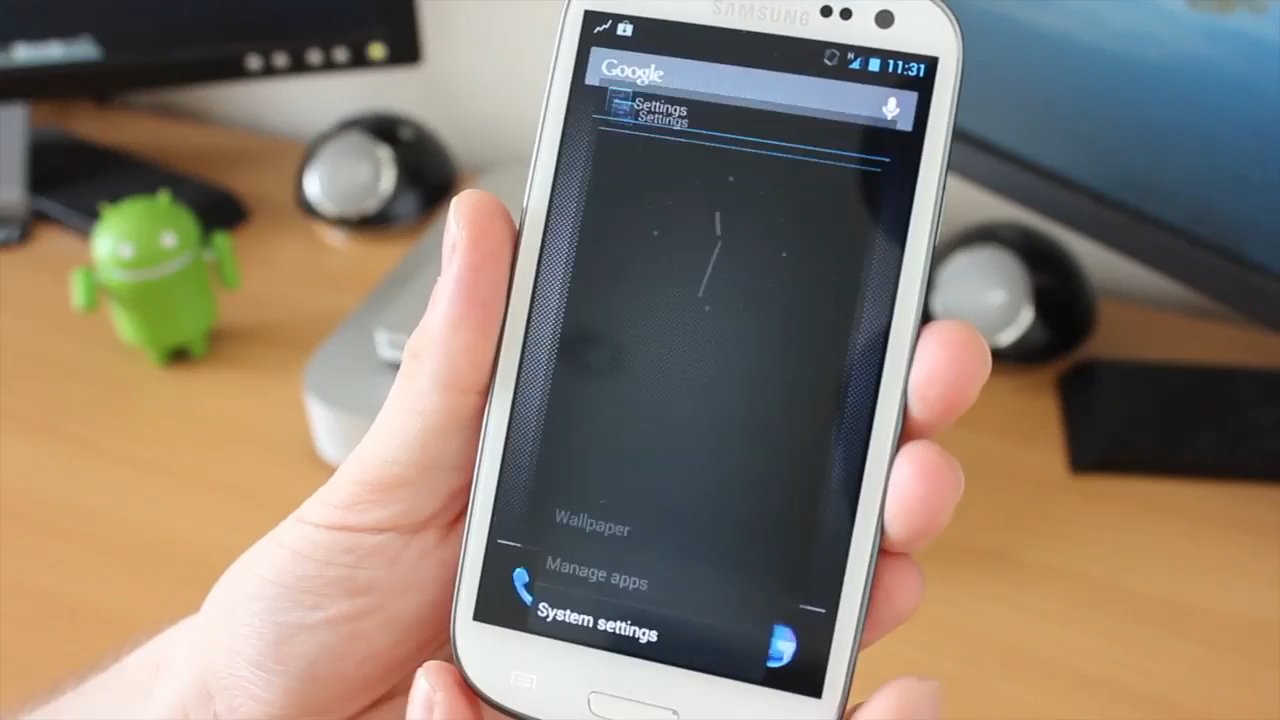 SAMSUNG
H 11:31
Google
Settings
Settings
Wallpaper
Manage apps
System settings